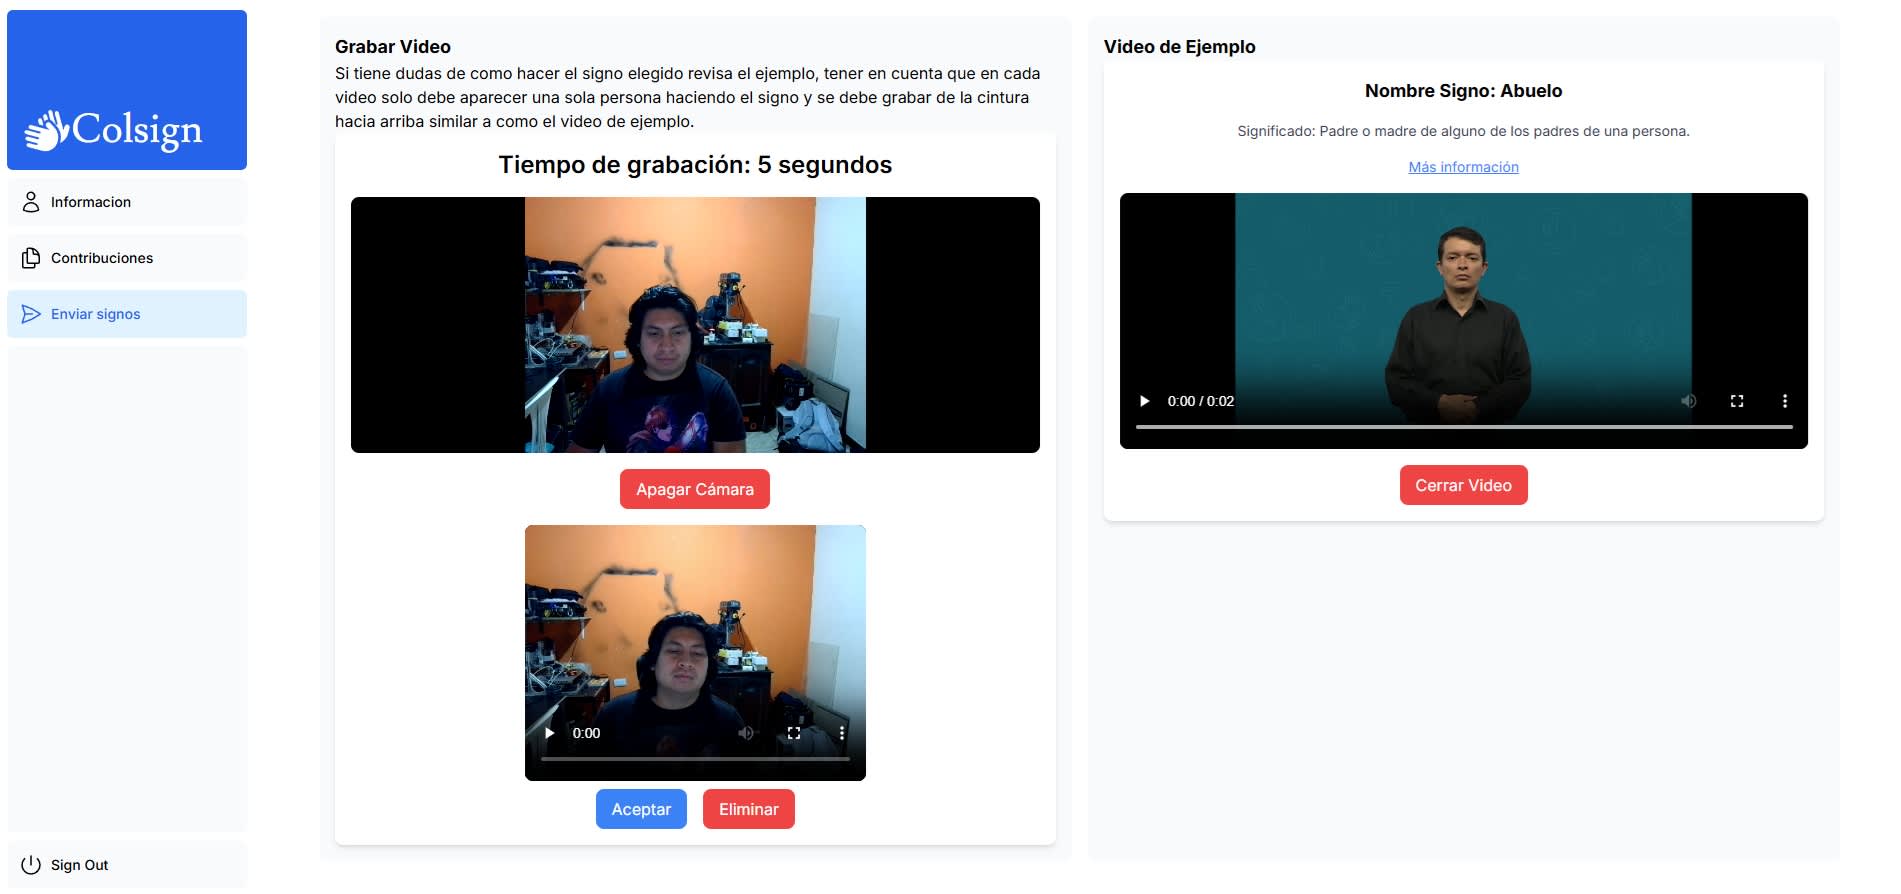 Colsign
Informacion
Contribuciones
Enviar signos
Sign Out
Grabar Video
Si tiene dudas de como hacer el signo elegido revisa el ejemplo, tener en cuenta que en cada
video solo debe aparecer una sola persona haciendo el signo y se debe grabar de la cintura
hacia arriba similar a como el video de ejemplo.
Tiempo de grabación: 5 segundos
Apagar Cámara
0:00
Aceptar
Eliminar
Video de Ejemplo
Nombre Signo: Abuelo
Significado: Padre o madre de alguno de los padres de una persona.
Más información
0:00 / 0:02
Cerrar Video